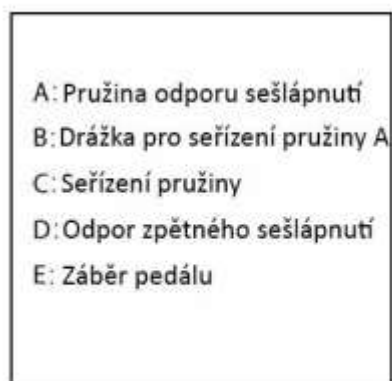 A: Pružina odporu sešlápnutí
B: Drážka pro seřízení pružiny A
C: Seřízení pružiny
D: Odpor zpětného sešlápnutí
E: Záběr pedálu